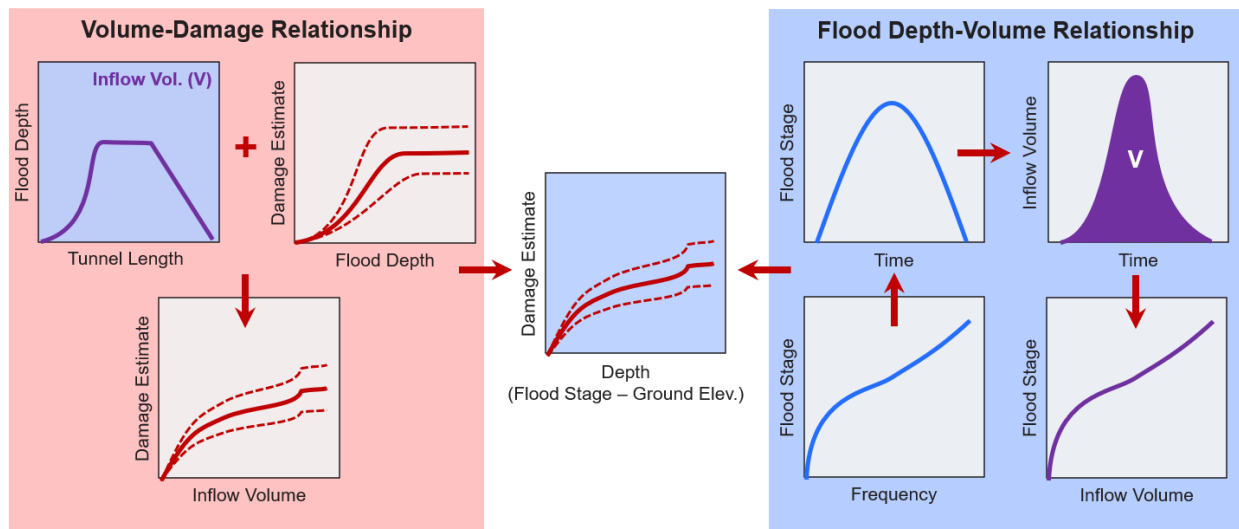 Volume-Damage Relationship
Inflow Vol. (V)
Flood Depth
Tunnel Length
+
Damage Estimate
Flood Depth
Damage Estimate
Inflow Volume
Damage Estimate
Depth
(Flood Stage – Ground Elev.)
Flood Depth-Volume Relationship
Flood Stage
Time
Inflow Volume
V
Time
Flood Stage
Frequency
Flood Stage
Inflow Volume